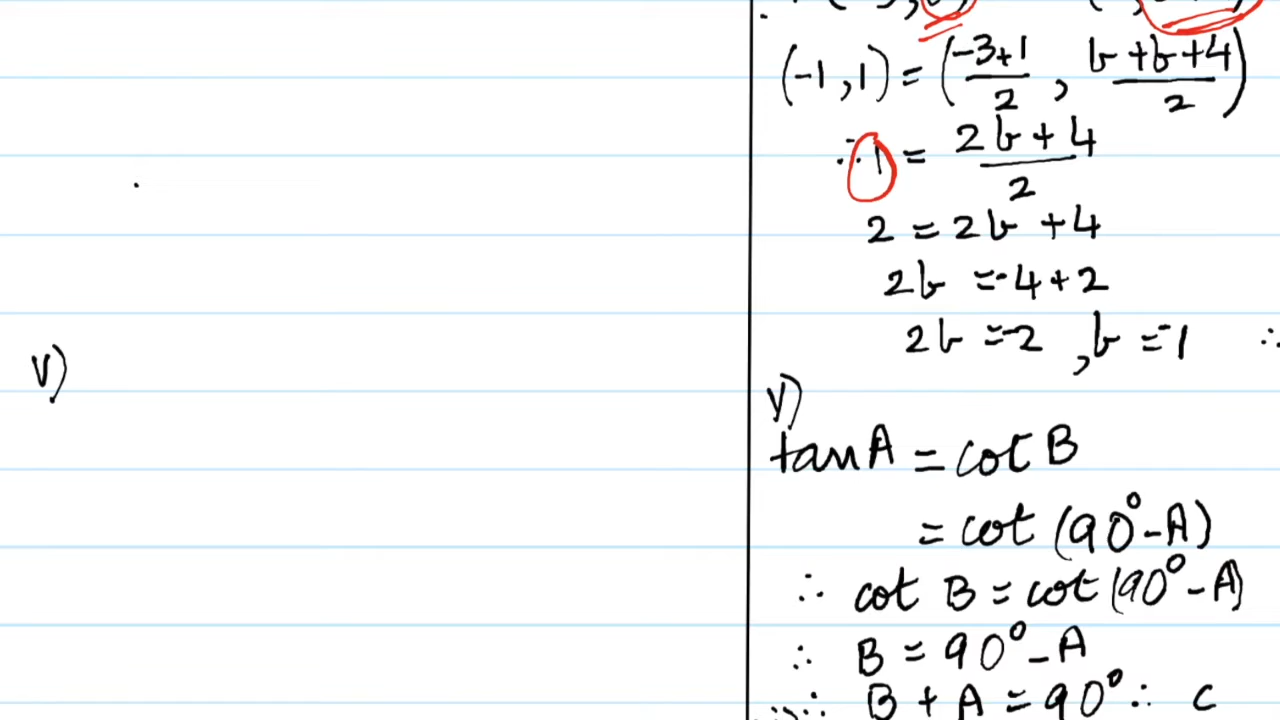 (-1, 1) = (-3+1/2, b+b+4/2)
∴ 1 = 2b+4/2
2 = 2b +4
2b = -4+2
2b = -2, b = -1 ∴
v)
v)
tanA = cot B
= cot (90°-A)
∴ cot B = cot (90°-A)
∴ B = 90°-A
∴ B + A = 90° ∴ C